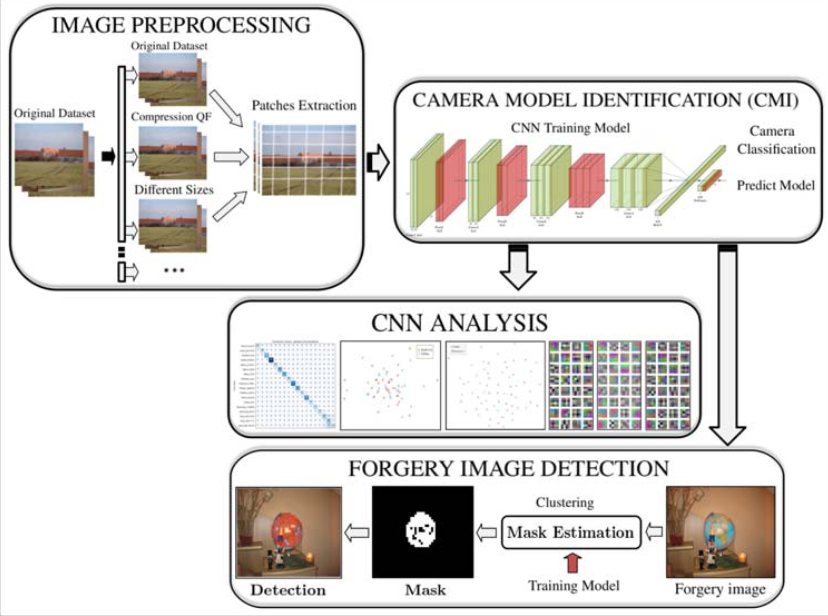 IMAGE PREPROCESSING
Original Dataset
Original Dataset
Compression QF
Different Sizes
Patches Extraction
CAMERA MODEL IDENTIFICATION (CMI)
CNN Training Model
Camera
Classification
Predict Model
CNN ANALYSIS
FORGERY IMAGE DETECTION
Clustering
Mask Estimation
Training Model
Detection
Mask
Forgery image